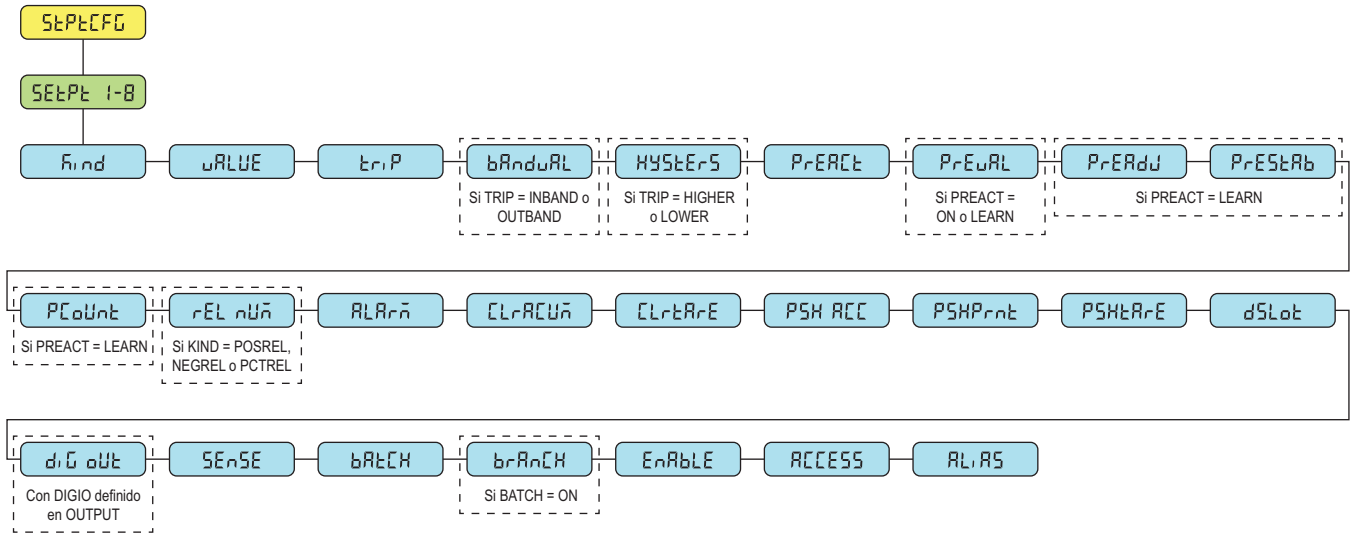 StPtCFG
SEtPt 1-8
Kind
vALUE
triP
bAndvAL
HYStErS
PrEACt
PrEvAL
PrEAdJ
PrEStAb
Si TRIP = INBAND o
OUTBAND
Si TRIP = HIGHER
o LOWER
Si PREACT =
ON o LEARN
Si PREACT = LEARN
PCoUnt
rEL nUM
ALArM
CLrACUM
CLrtArE
PSH ACC
PSHPrnt
PSHtArE
dSLot
Si PREACT = LEARN
Si KIND = POSREL,
NEGREL o PCTREL
diG oUt
SEnSE
bAtCH
brAnCH
EnAbLE
ACCESS
ALiAS
Con DIGIO definido
en OUTPUT
Si BATCH = ON